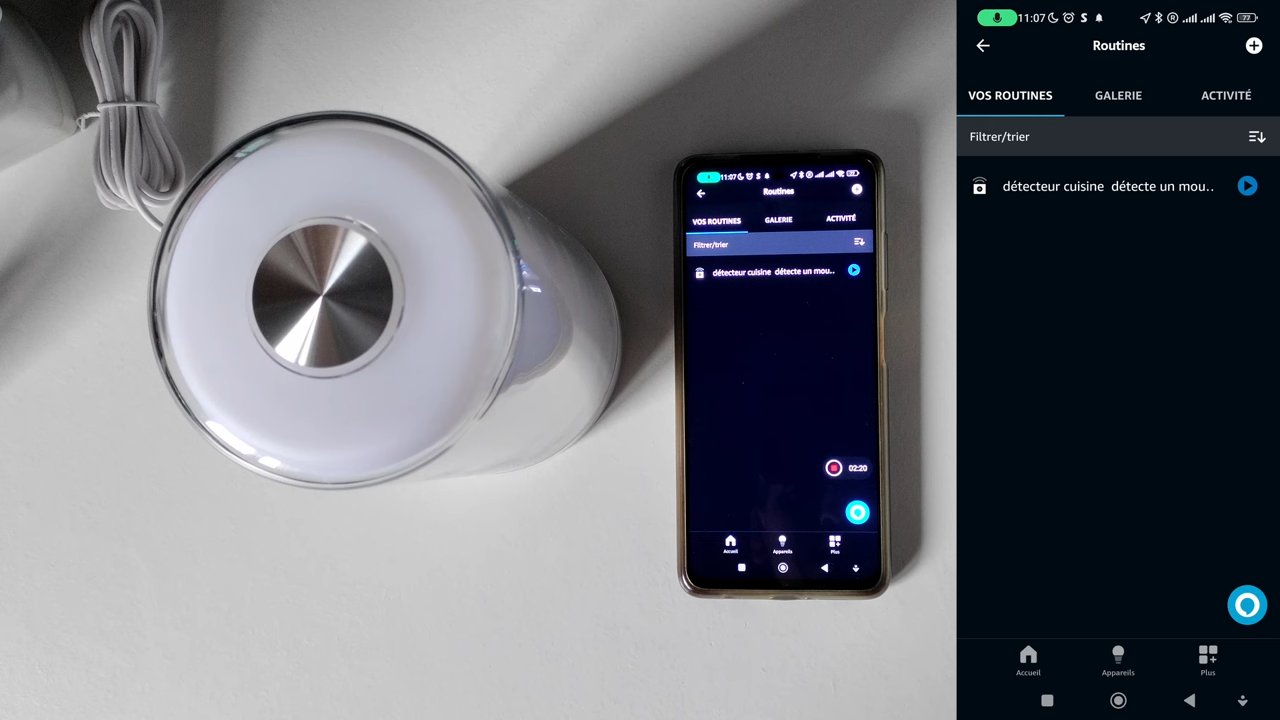 11:07
Routines
VOS ROUTINES GALERIE ACTIVITÉ
Filtrer/trier
détecteur cuisine détecte un mou..
02:20
Accueil Appareils Plus
11:07 S R 77
Routines
VOS ROUTINES GALERIE ACTIVITÉ
Filtrer/trier
détecteur cuisine détecte un mou..
Accueil Appareils Plus